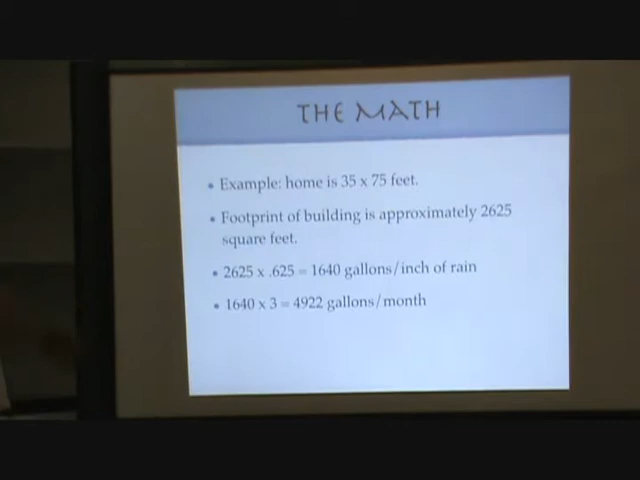 THE MATH
• Example: home is 35 x 75 feet.
• Footprint of building is approximately 2625
square feet.
• 2625 x .625 = 1640 gallons/inch of rain
• 1640 x 3 = 4922 gallons/month